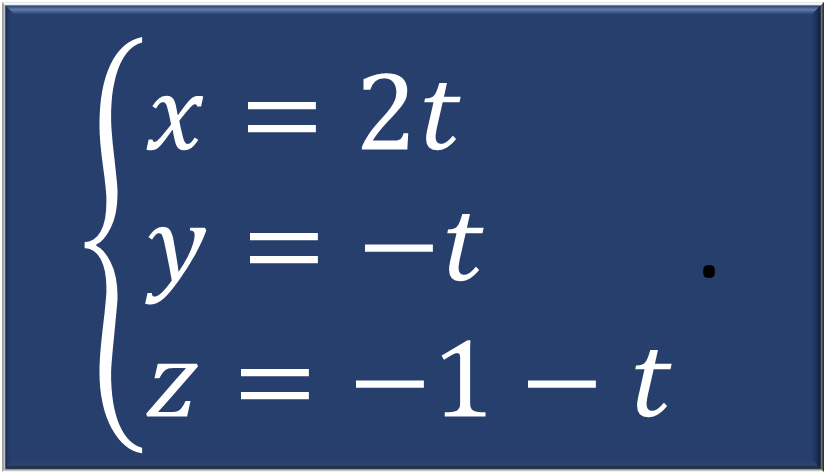 x = 2t
y = −t
z = −1 − t
.